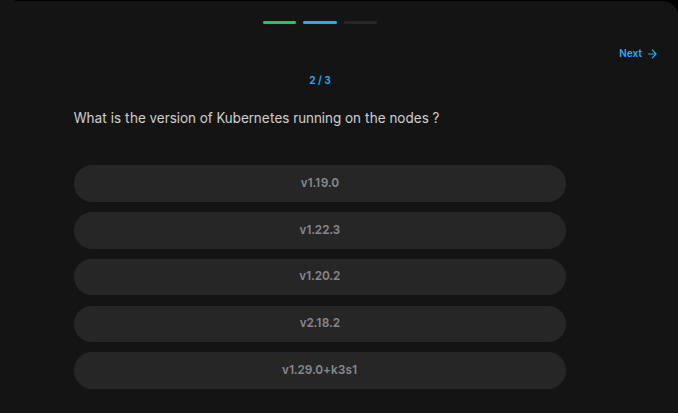 Next →
2 / 3
What is the version of Kubernetes running on the nodes ?
v1.19.0
v1.22.3
v1.20.2
v2.18.2
v1.29.0+k3s1